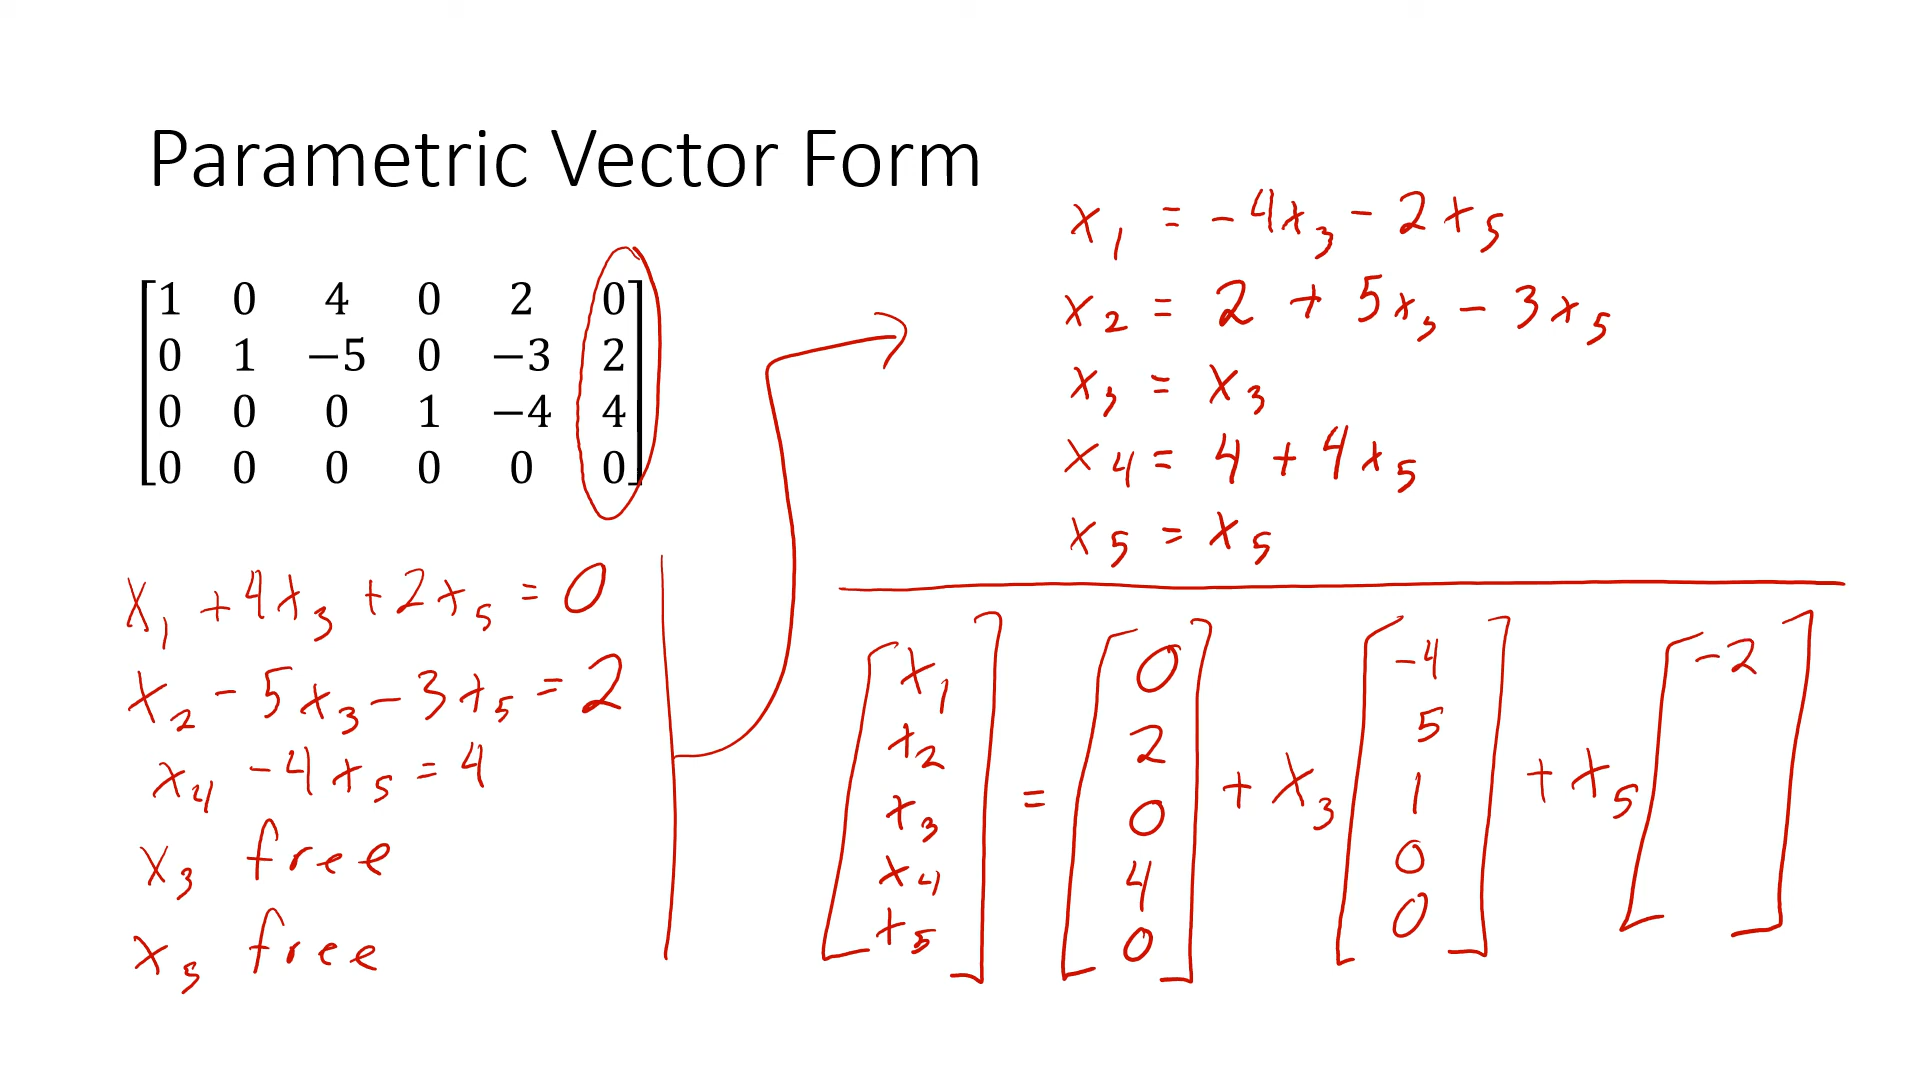 Parametric Vector Form
1 0 4 0 2 0
0 1 −5 0 −3 2
0 0 0 1 −4 4
0 0 0 0 0 0
x₁ + 4x₃ + 2x₅ = 0
x₂ - 5x₃ - 3x₅ = 2
x₄ - 4x₅ = 4
x₃ free
x₅ free
x₁ = -4x₃ - 2x₅
x₂ = 2 + 5x₃ - 3x₅
x₃ = x₃
x₄ = 4 + 4x₅
x₅ = x₅
[x₁ x₂ x₃ x₄ x₅] = [0 2 0 4 0] + x₃ [-4 5 1 0 0] + x₅ [-2]